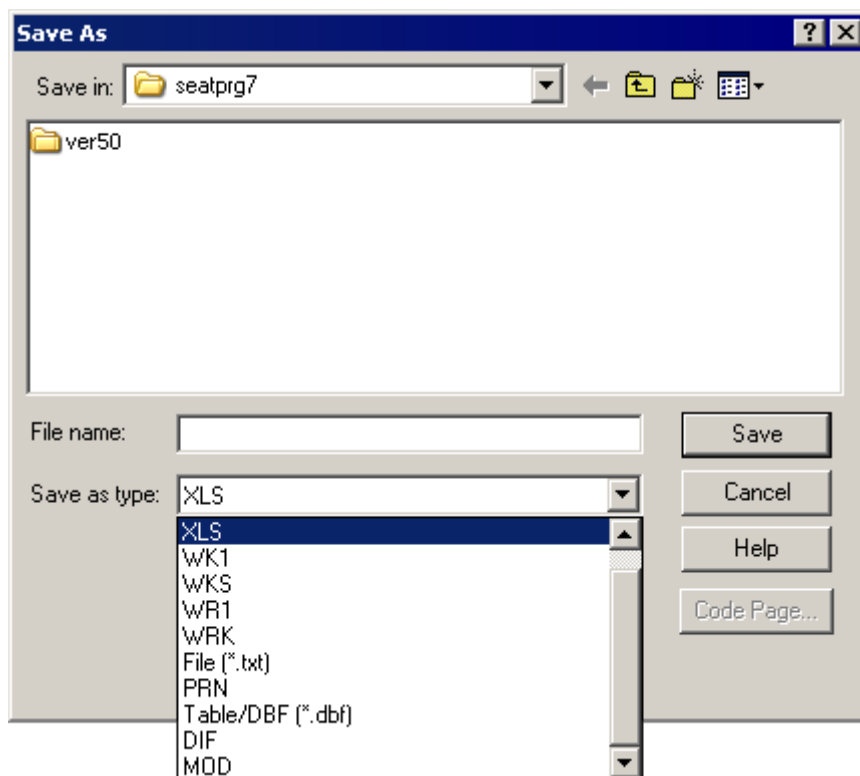 Save As
Save in: seatprg7
ver50
File name:
Save
Save as type: XLS
Cancel
XLS
WK1
Help
WKS
WR1
Code Page...
WRK
File (*.txt)
PRN
Table/DBF (*.dbf)
DIF
MOD